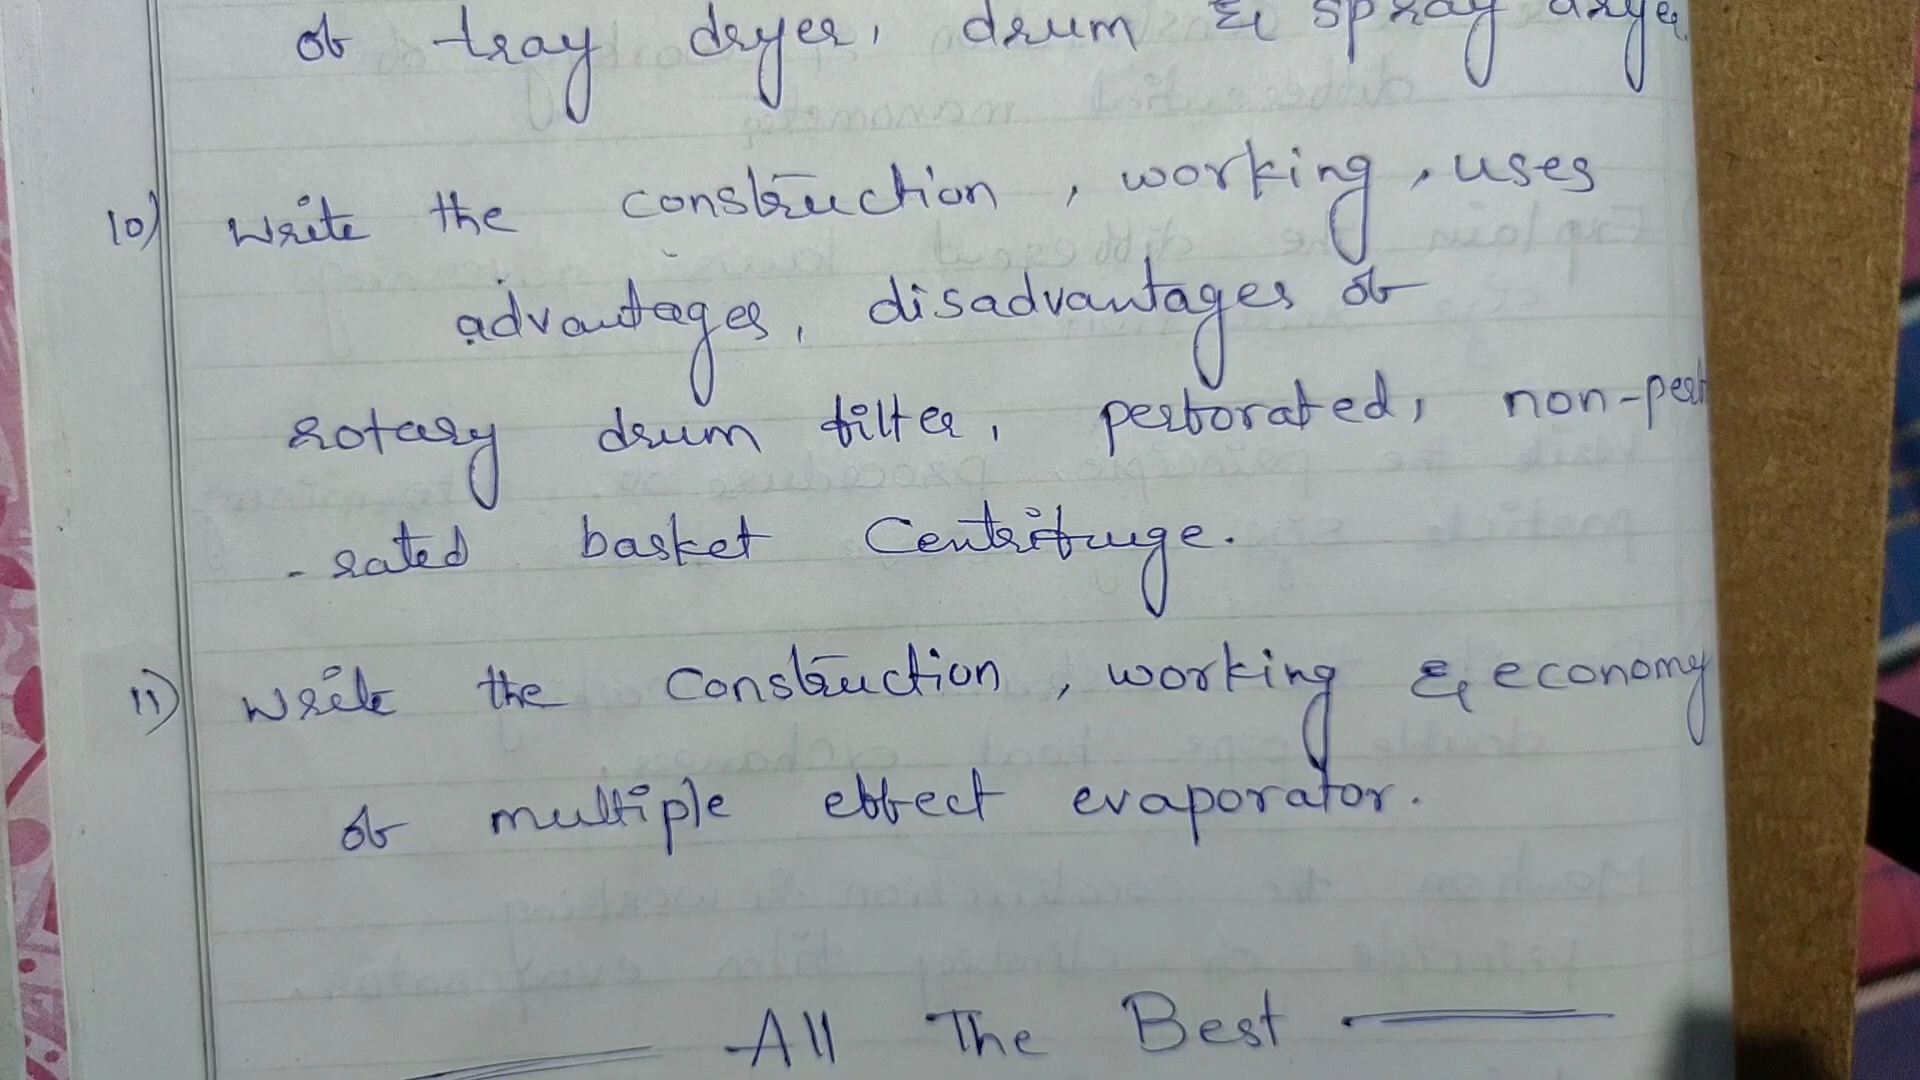 of tray dryer, drum & spray dryer.
10) Write the construction, working, uses
advantages, disadvantages of
rotary drum filter, perforated, non-perfo
-rated basket Centrifuge.
11) Write the Construction, working & economy
of multiple effect evaporator.
All The Best